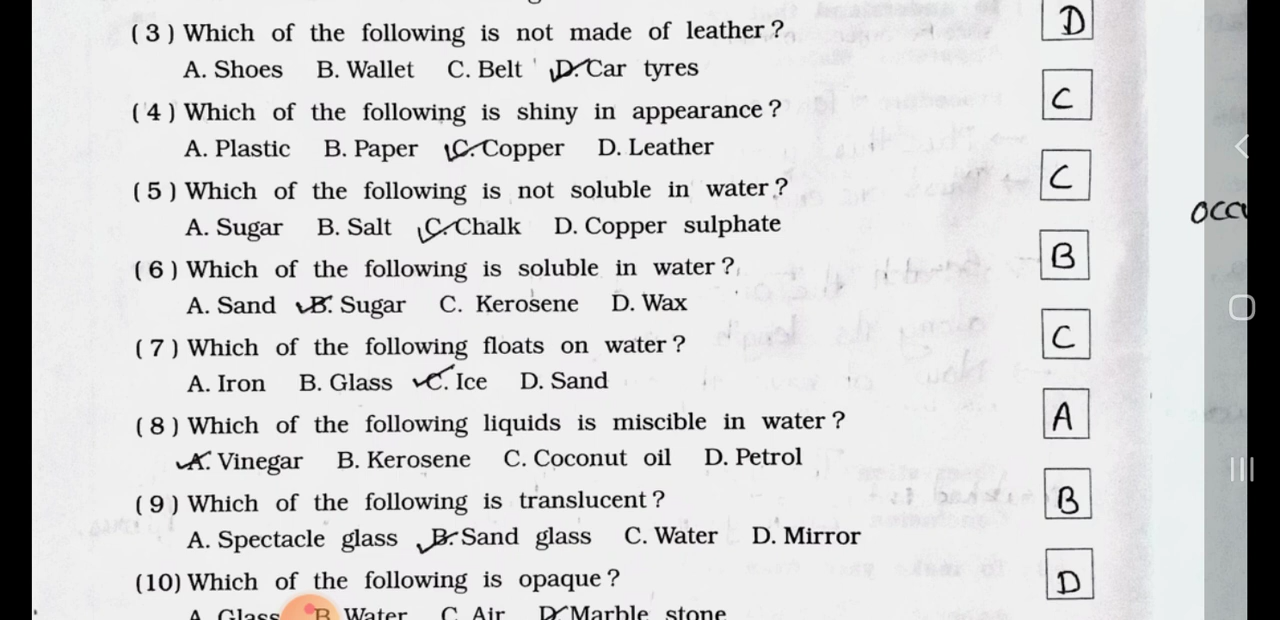 (3) Which of the following is not made of leather? D
A. Shoes B. Wallet C. Belt D. Car tyres
(4) Which of the following is shiny in appearance? C
A. Plastic B. Paper C. Copper D. Leather
(5) Which of the following is not soluble in water? C
A. Sugar B. Salt C. Chalk D. Copper sulphate
(6) Which of the following is soluble in water? B
A. Sand B. Sugar C. Kerosene D. Wax
(7) Which of the following floats on water? C
A. Iron B. Glass C. Ice D. Sand
(8) Which of the following liquids is miscible in water? A
A. Vinegar B. Kerosene C. Coconut oil D. Petrol
(9) Which of the following is translucent? B
A. Spectacle glass B. Sand glass C. Water D. Mirror
(10) Which of the following is opaque? D
A. Glass B. Water C. Air D. Marble stone